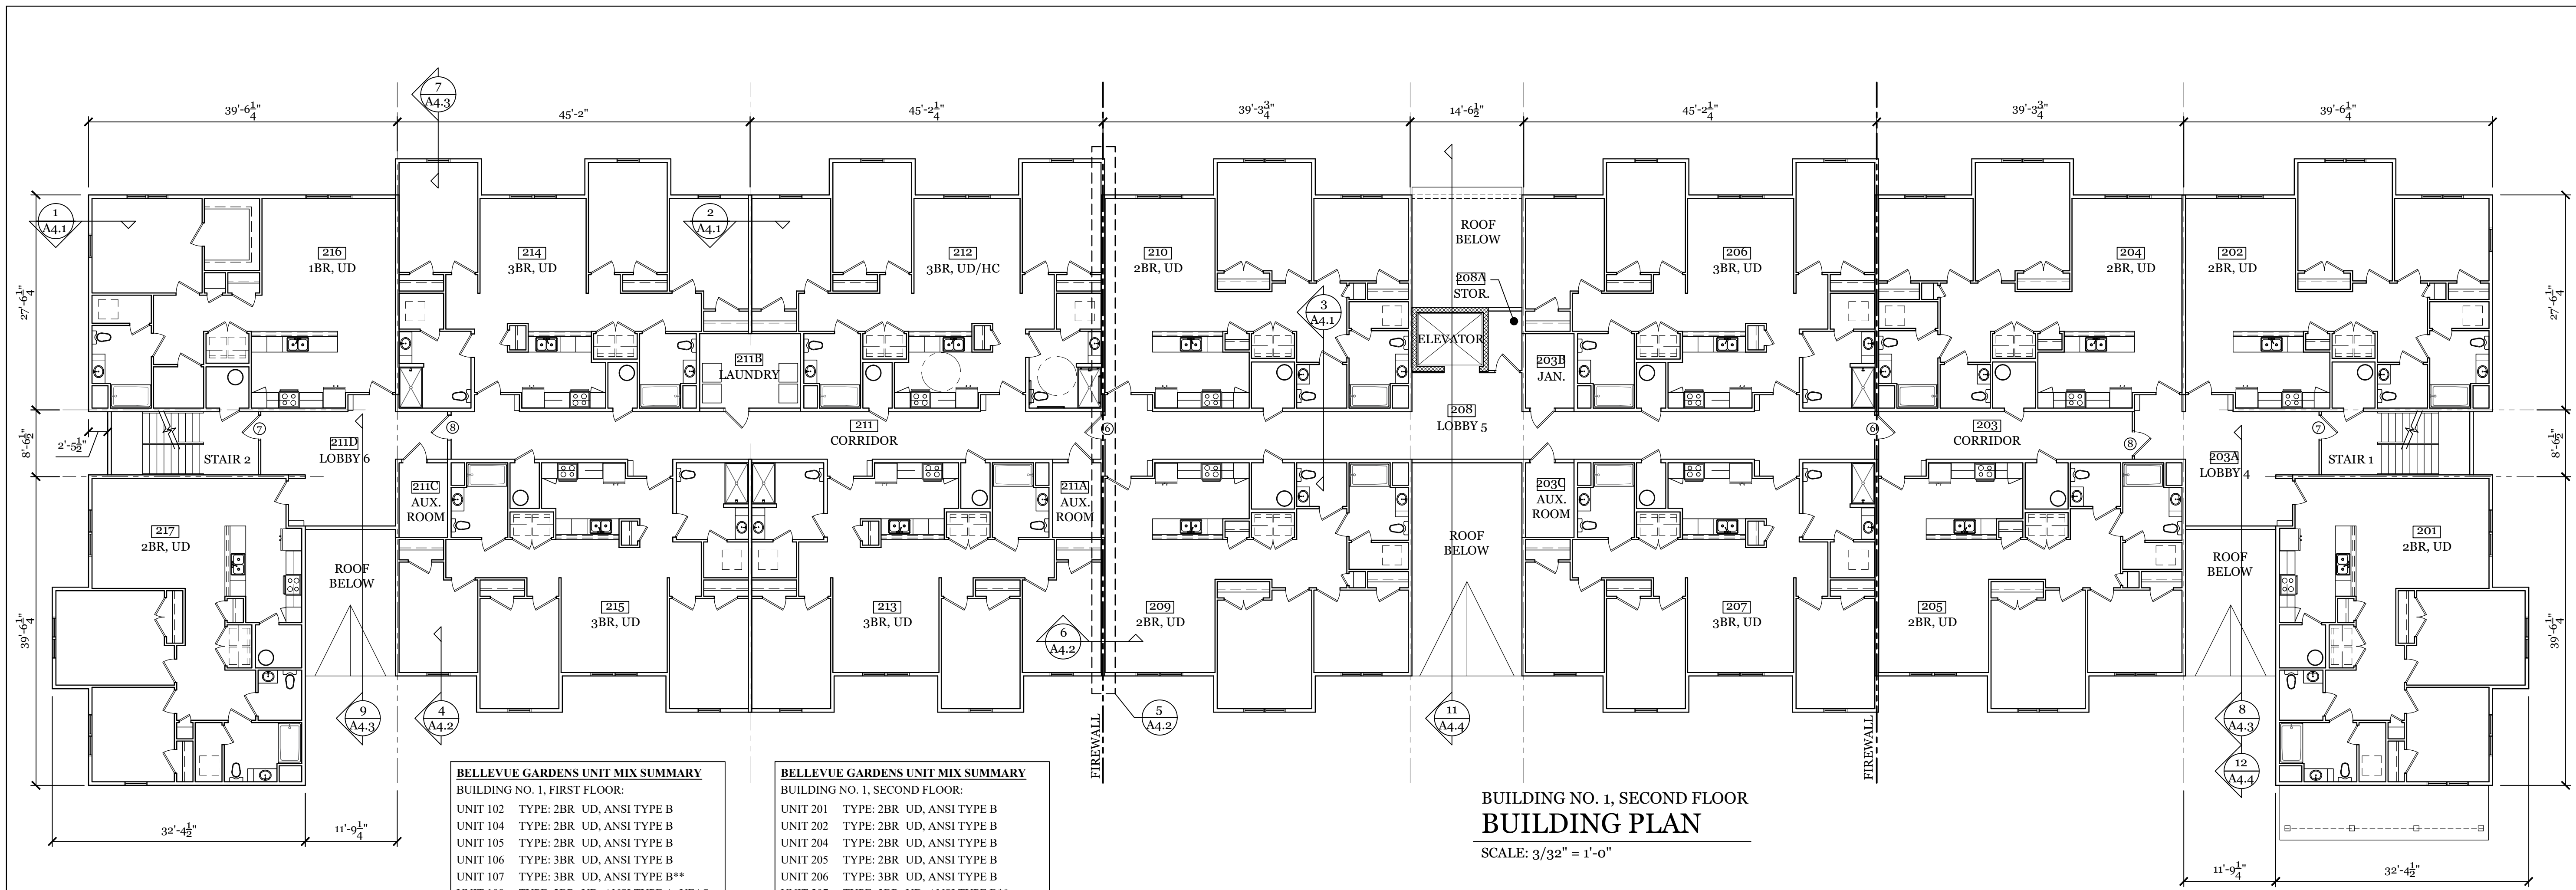 7
A4.3
39'-6 1/4"
45'-2"
45'-2 1/4"
39'-3 3/4"
14'-6 1/2"
45'-2 1/4"
39'-3 3/4"
39'-6 1/4"
1
A4.1
2
A4.1
27'-6 1/4"
216
1BR, UD
214
3BR, UD
212
3BR, UD/HC
210
2BR, UD
ROOF
BELOW
206
3BR, UD
204
2BR, UD
202
2BR, UD
27'-6 1/4"
208A
STOR.
3
A4.1
ELEVATOR
211B
LAUNDRY
203B
JAN.
8'-6 1/2"
2'-5 1/2"
STAIR 2
7
211D
LOBBY 6
8
211
CORRIDOR
6
208
LOBBY 5
6
203
CORRIDOR
8
203A
LOBBY 4
7
STAIR 1
8'-6 1/2"
211C
AUX.
ROOM
211A
AUX.
ROOM
203C
AUX.
ROOM
217
2BR, UD
ROOF
BELOW
ROOF
BELOW
ROOF
BELOW
201
2BR, UD
39'-6 1/4"
215
3BR, UD
213
3BR, UD
6
A4.2
209
2BR, UD
207
3BR, UD
205
2BR, UD
39'-6 1/4"
9
A4.3
4
A4.2
FIREWALL
5
A4.2
11
A4.4
FIREWALL
8
A4.3
12
A4.4
32'-4 1/2"
11'-9 1/4"
BELLEVUE GARDENS UNIT MIX SUMMARY
BUILDING NO. 1, FIRST FLOOR:
UNIT 102 TYPE: 2BR UD, ANSI TYPE B
UNIT 104 TYPE: 2BR UD, ANSI TYPE B
UNIT 105 TYPE: 2BR UD, ANSI TYPE B
UNIT 106 TYPE: 3BR UD, ANSI TYPE B
UNIT 107 TYPE: 3BR UD, ANSI TYPE B**
BELLEVUE GARDENS UNIT MIX SUMMARY
BUILDING NO. 1, SECOND FLOOR:
UNIT 201 TYPE: 2BR UD, ANSI TYPE B
UNIT 202 TYPE: 2BR UD, ANSI TYPE B
UNIT 204 TYPE: 2BR UD, ANSI TYPE B
UNIT 205 TYPE: 2BR UD, ANSI TYPE B
UNIT 206 TYPE: 3BR UD, ANSI TYPE B
BUILDING NO. 1, SECOND FLOOR
BUILDING PLAN
SCALE: 3/32" = 1'-0"
11'-9 1/4"
32'-4 1/2"